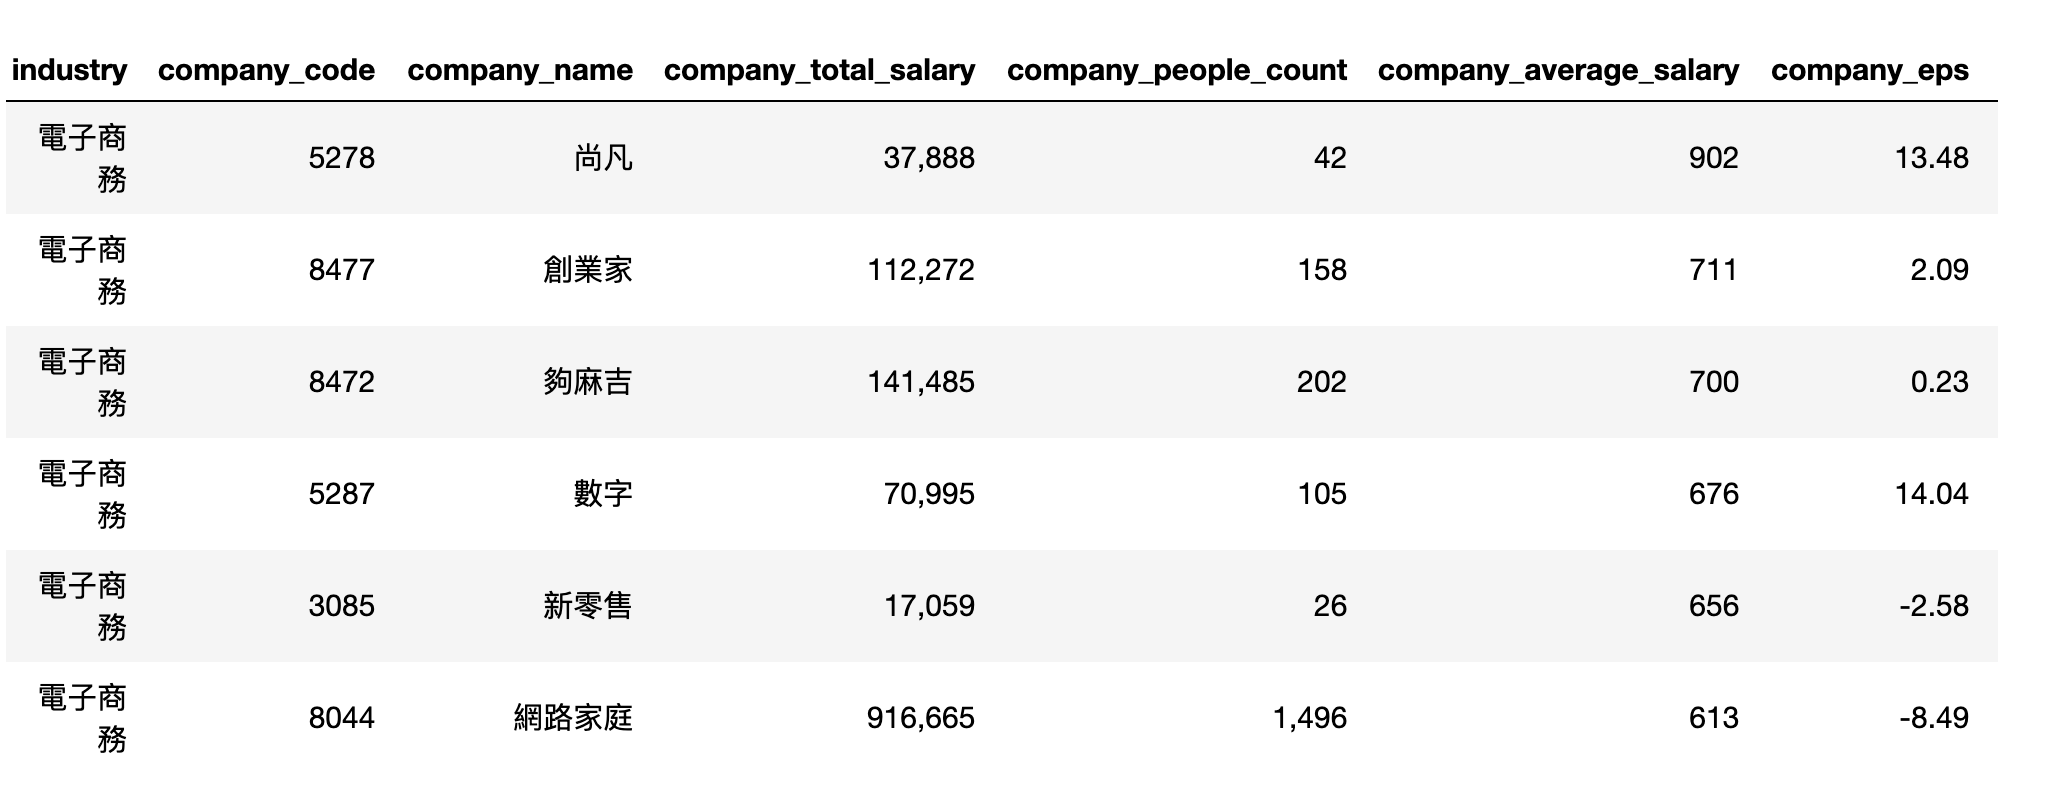 industry company_code company_name company_total_salary company_people_count company_average_salary company_eps
電子商務 5278 尚凡 37,888 42 902 13.48
電子商務 8477 創業家 112,272 158 711 2.09
電子商務 8472 夠麻吉 141,485 202 700 0.23
電子商務 5287 數字 70,995 105 676 14.04
電子商務 3085 新零售 17,059 26 656 -2.58
電子商務 8044 網路家庭 916,665 1,496 613 -8.49